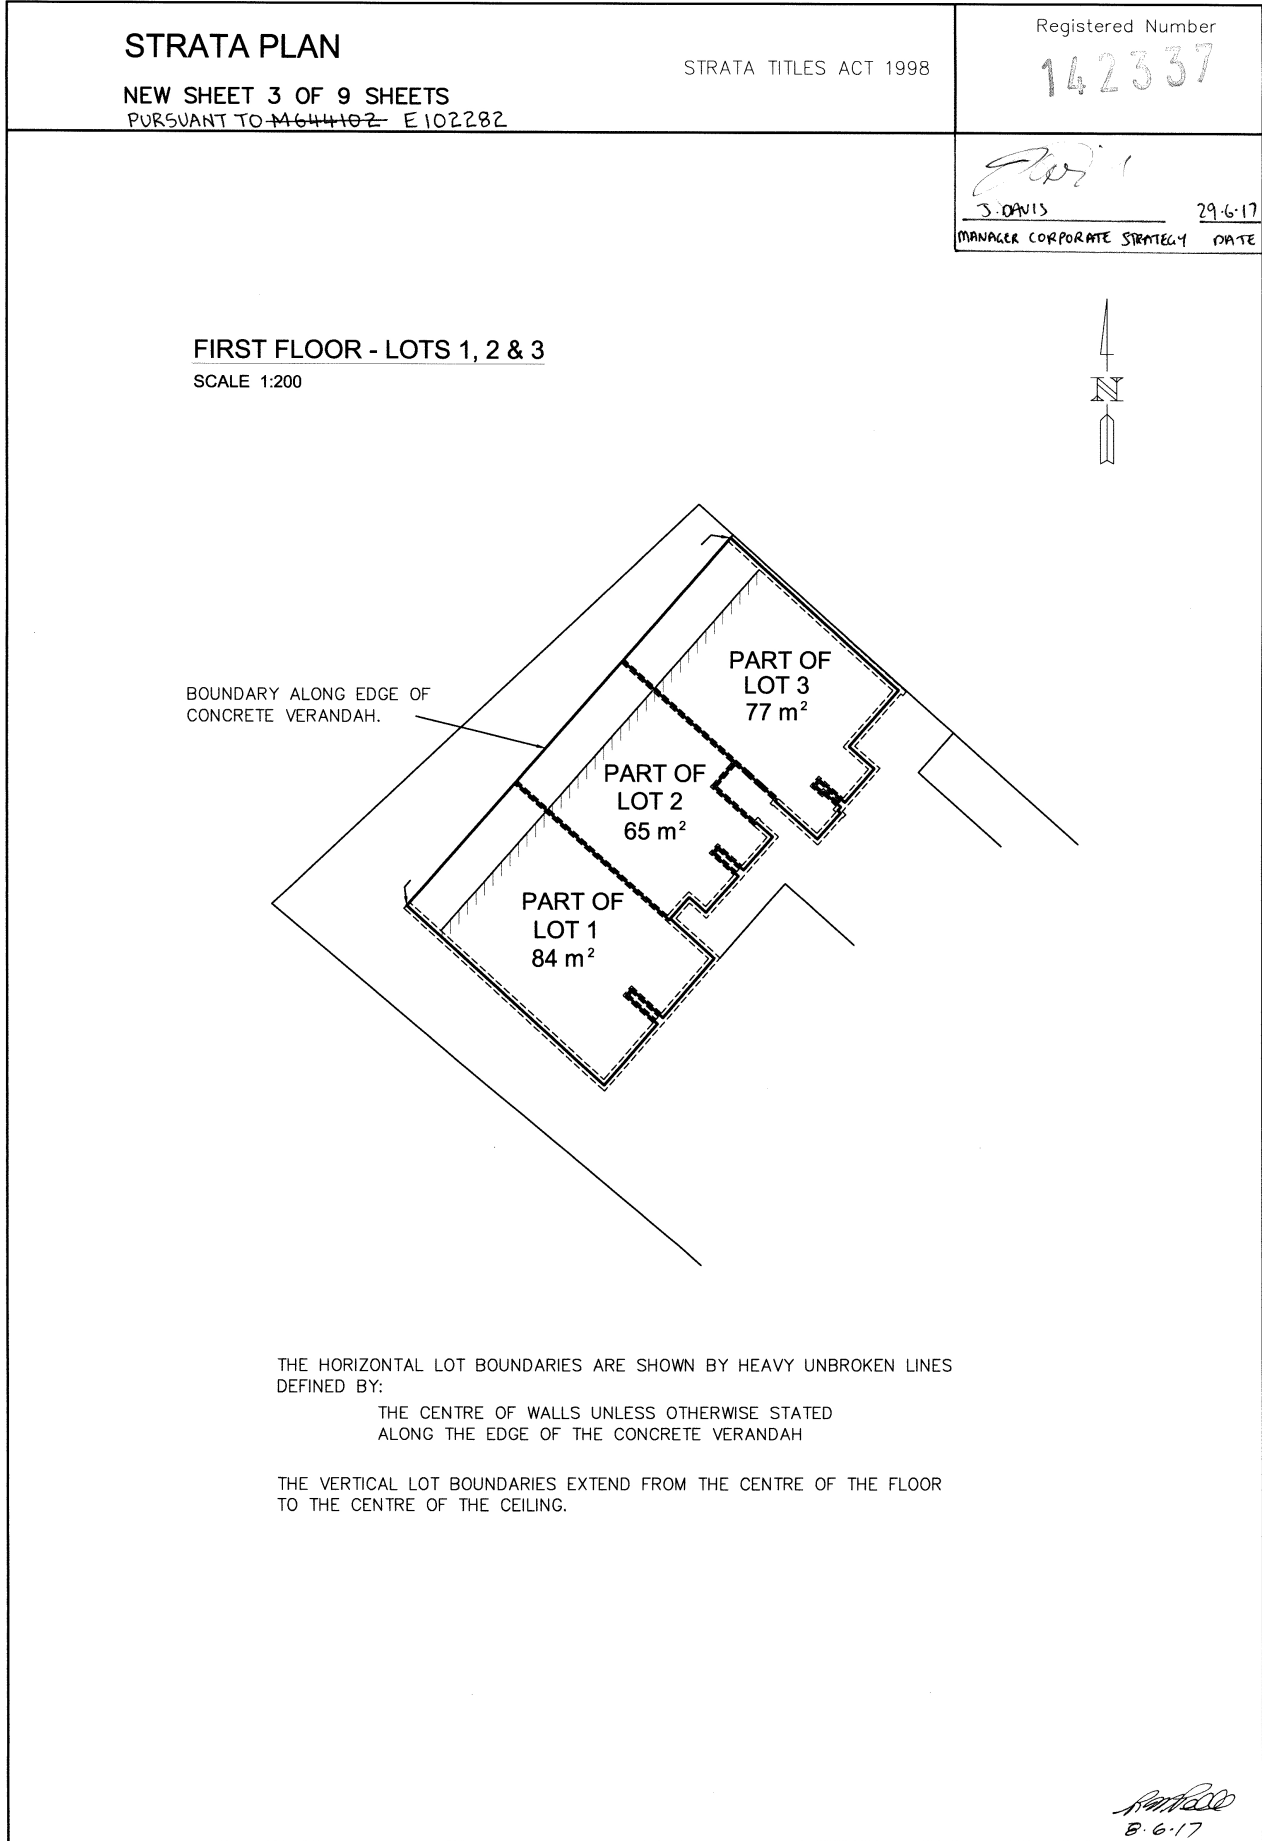 STRATA PLAN
NEW SHEET 3 OF 9 SHEETS
PURSUANT TO M644102 E102282
STRATA TITLES ACT 1998
Registered Number
142337
J. DAVIS 29·6·17
MANAGER CORPORATE STRATEGY DATE
FIRST FLOOR - LOTS 1, 2 & 3
SCALE 1:200
N
BOUNDARY ALONG EDGE OF
CONCRETE VERANDAH.
PART OF
LOT 3
77 m²
PART OF
LOT 2
65 m²
PART OF
LOT 1
84 m²
THE HORIZONTAL LOT BOUNDARIES ARE SHOWN BY HEAVY UNBROKEN LINES
DEFINED BY:
THE CENTRE OF WALLS UNLESS OTHERWISE STATED
ALONG THE EDGE OF THE CONCRETE VERANDAH
THE VERTICAL LOT BOUNDARIES EXTEND FROM THE CENTRE OF THE FLOOR
TO THE CENTRE OF THE CEILING.
8·6·17